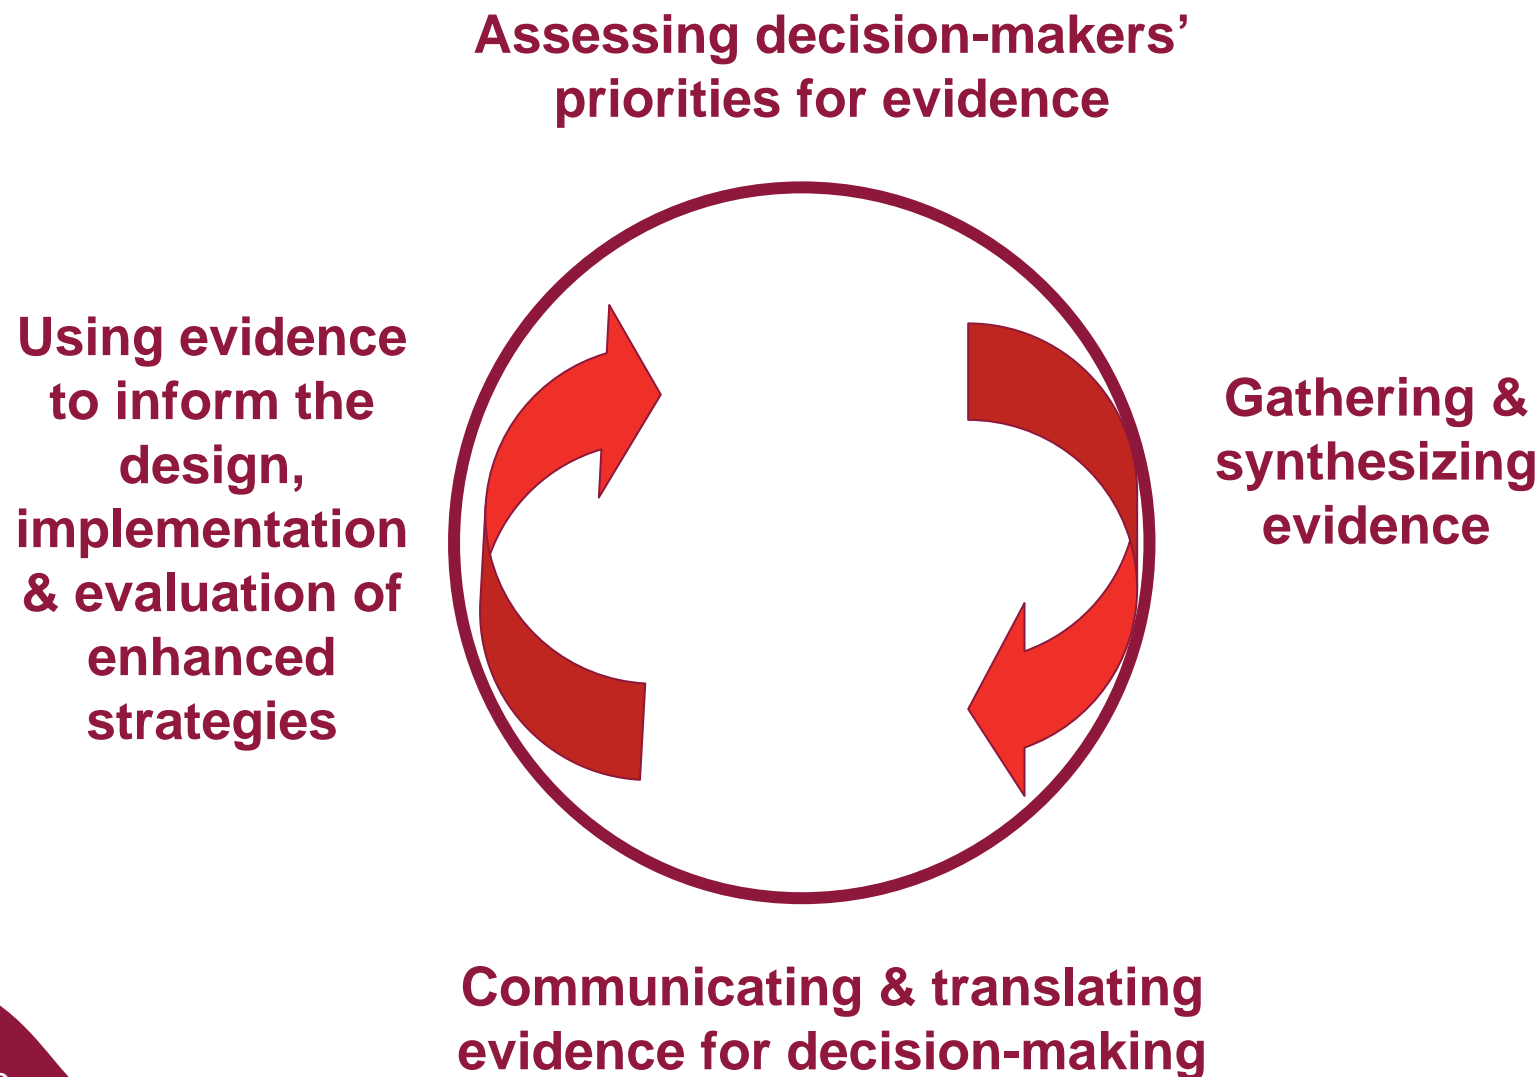 Assessing decision-makers’
priorities for evidence
Using evidence
to inform the
design,
implementation
& evaluation of
enhanced
strategies
Gathering &
synthesizing
evidence
Communicating & translating
evidence for decision-making